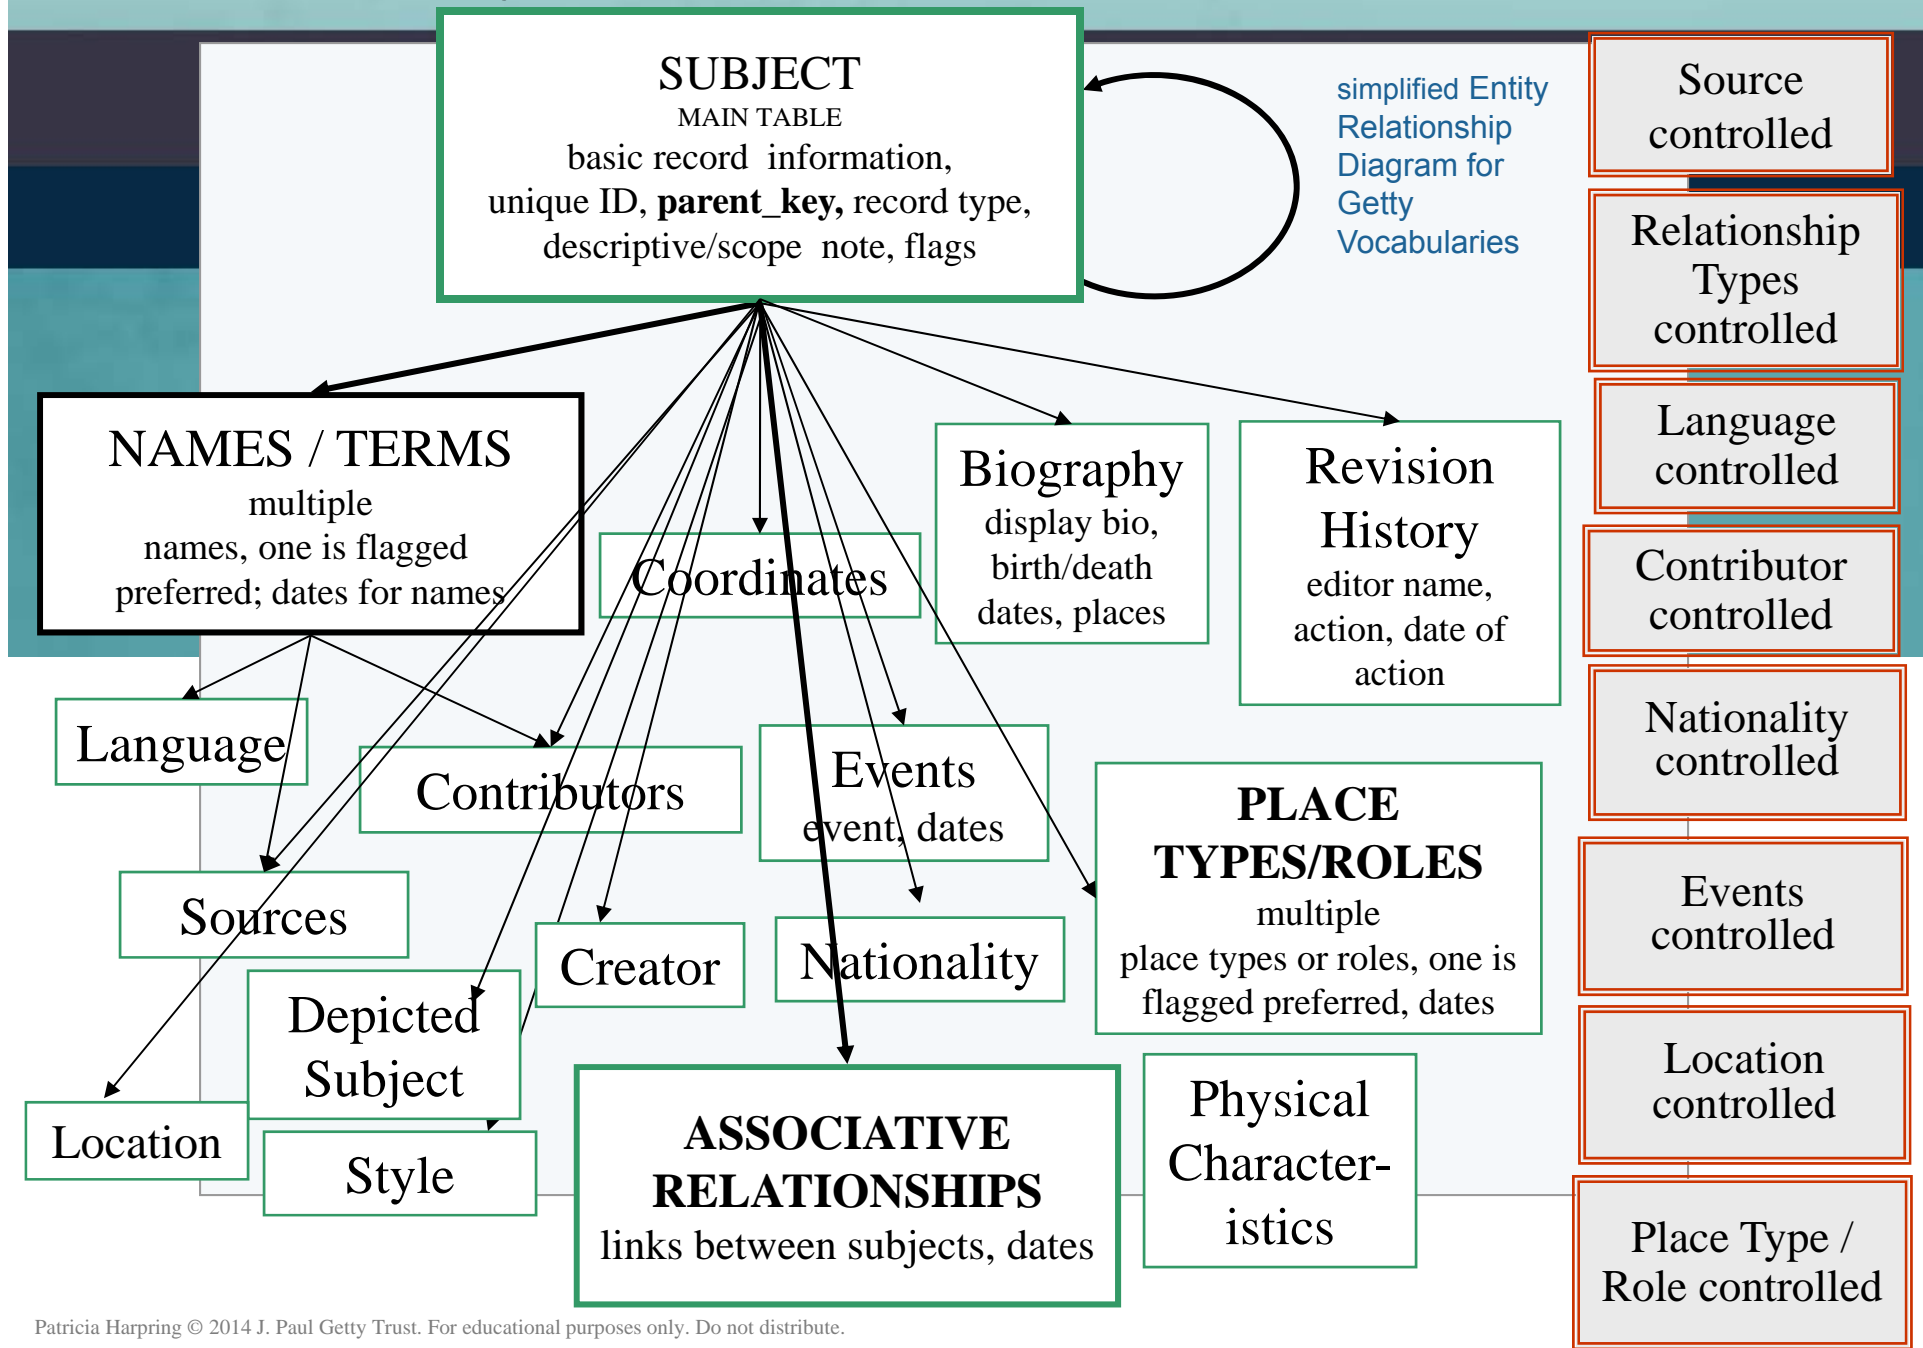 SUBJECT
MAIN TABLE
basic record information,
unique ID, parent_key, record type,
descriptive/scope note, flags
simplified Entity
Relationship
Diagram for
Getty
Vocabularies
Source
controlled
Relationship
Types
controlled
Language
controlled
Contributor
controlled
Nationality
controlled
Events
controlled
Location
controlled
Place Type /
Role controlled
NAMES / TERMS
multiple
names, one is flagged
preferred; dates for names
Coordinates
Biography
display bio,
birth/death
dates, places
Revision
History
editor name,
action, date of
action
Language
Contributors
Events
event, dates
PLACE
TYPES/ROLES
multiple
place types or roles, one is
flagged preferred, dates
Sources
Creator
Nationality
Depicted
Subject
Location
Style
ASSOCIATIVE
RELATIONSHIPS
links between subjects, dates
Physical
Character-
istics
Patricia Harpring © 2014 J. Paul Getty Trust. For educational purposes only. Do not distribute.